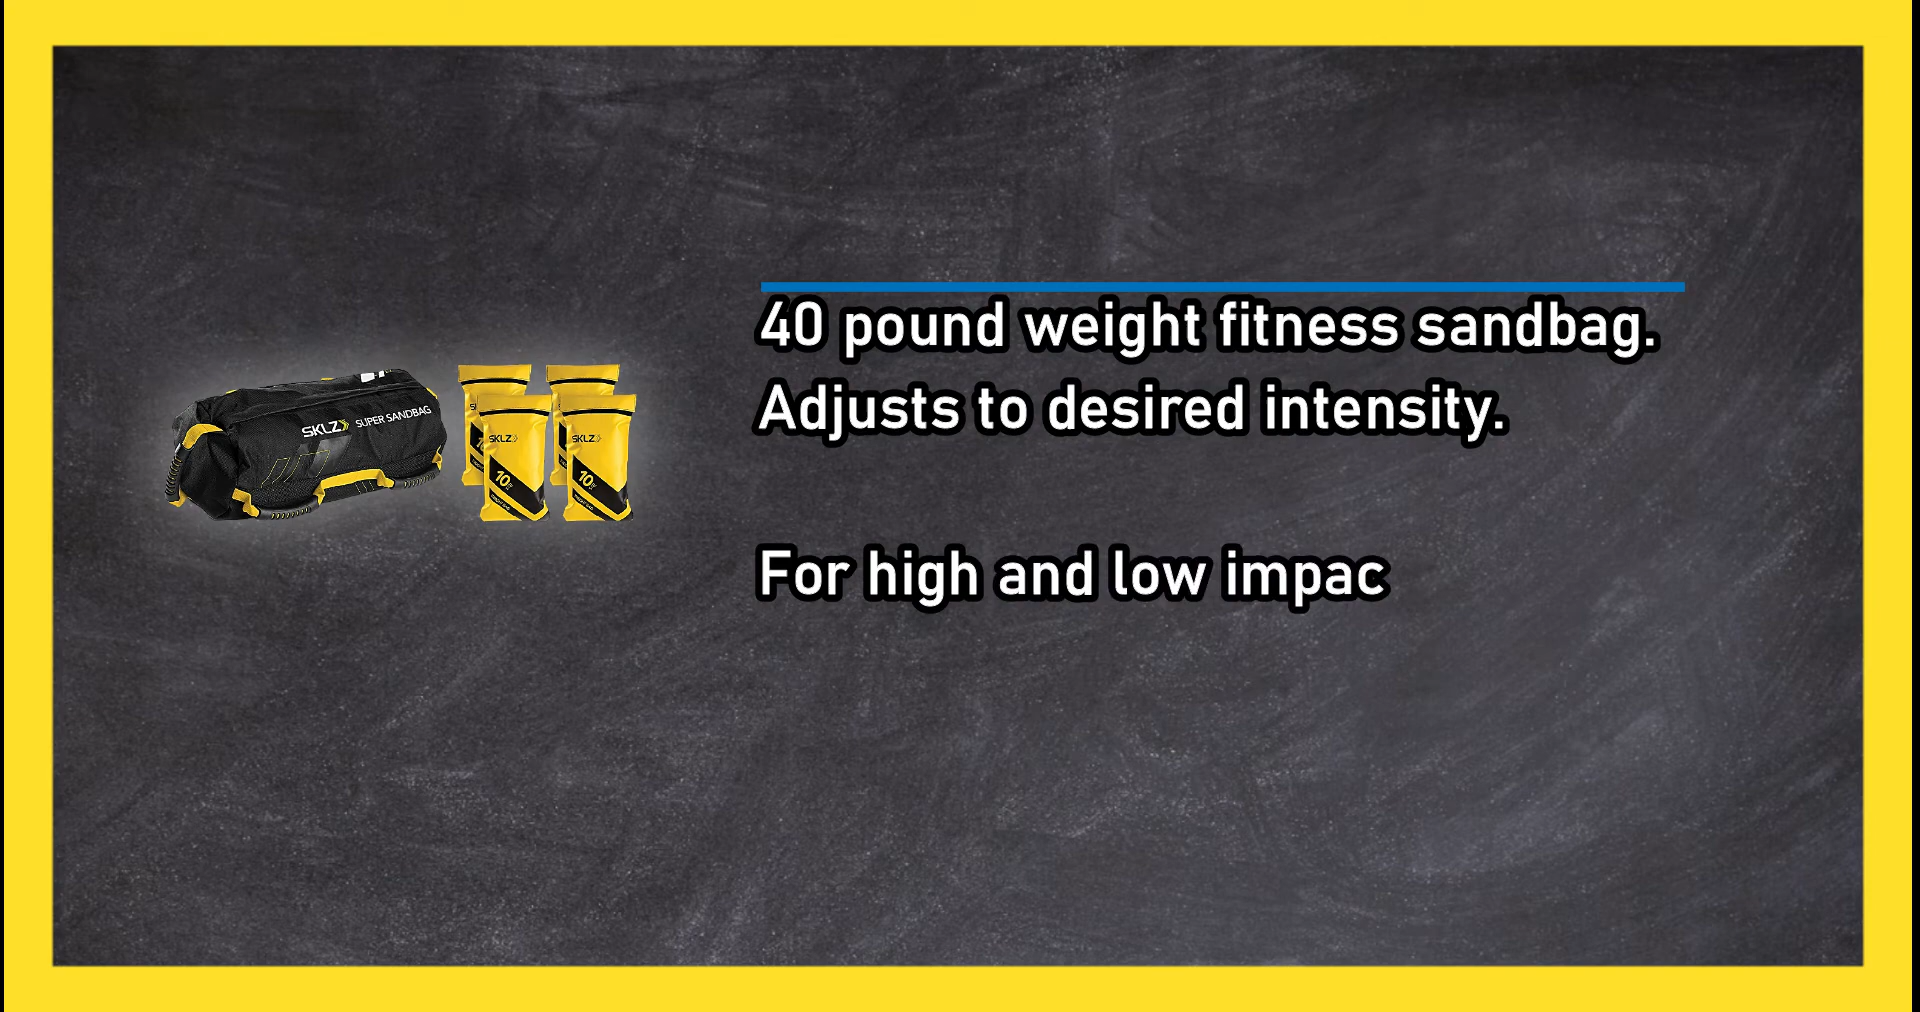 40 pound weight fitness sandbag.
Adjusts to desired intensity.
For high and low impac
SKLZ SUPER SANDBAG
SKLZ
10
SKLZ
10